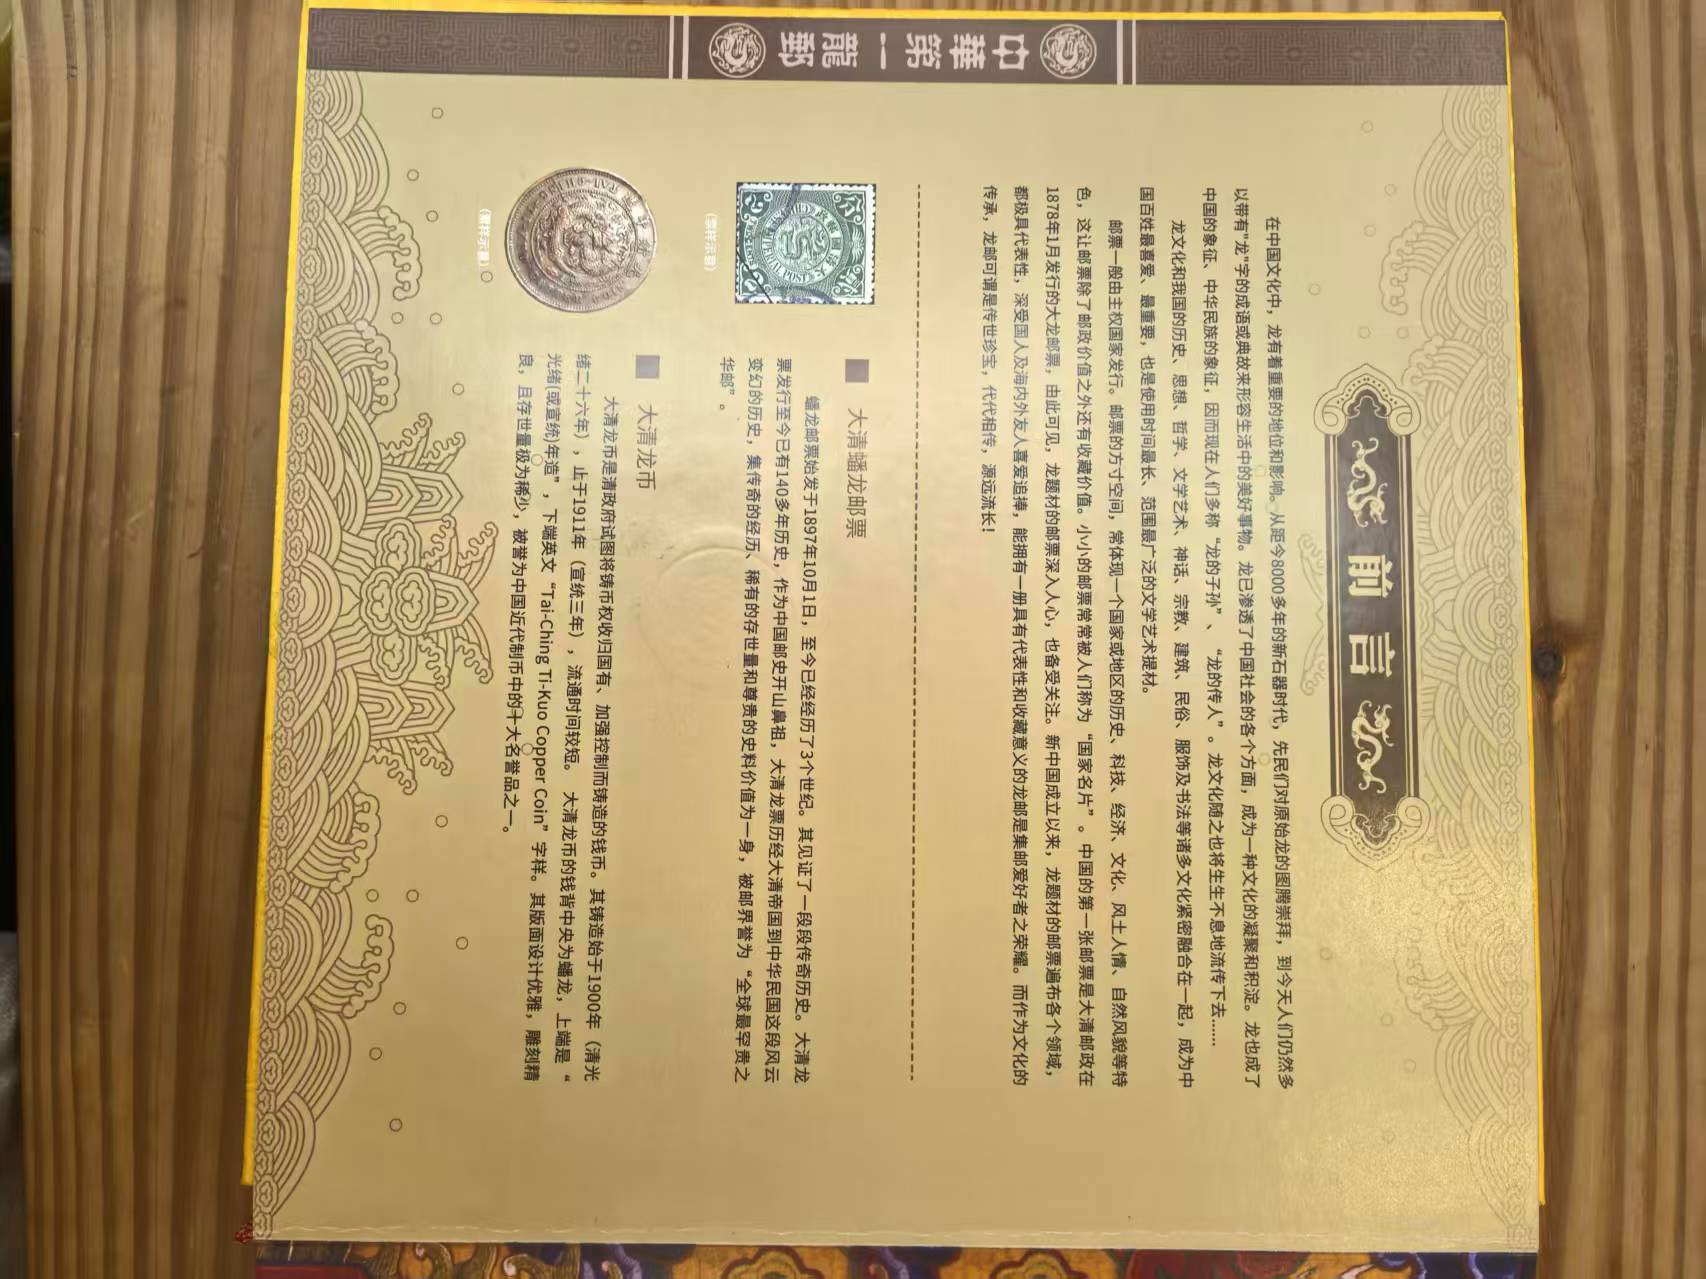 中華第一龍郵
前言
在中国文化中，龙有着重要的地位和影响。从距今8000多年的新石器时代，先民们对原始龙的图腾崇拜，到今天人们仍然多
以带有"龙"字的成语或典故来形容生活中的美好事物。龙已渗透了中国社会的各个方面，成为一种文化的凝聚和积淀。龙也成了
中国的象征、中华民族的象征，因而现在人们多称“龙的子孙”、“龙的传人”。龙文化随之也将生生不息地流传下去……
龙文化和我国的历史、思想、哲学、文学艺术、神话、宗教、建筑、民俗、服饰及书法等诸多文化紧密融合在一起，成为中
国百姓最喜爱、最重要，也是使用时间最长、范围最广泛的文学艺术提材。
邮票一般由主权国家发行。邮票的方寸空间，常体现一个国家或地区的历史、科技、经济、文化、风土人情、自然风貌等特
色，这让邮票除了邮政价值之外还有收藏价值。小小的邮票常常被人们称为“国家名片”。中国的第一张邮票是大清邮政在
1878年1月发行的大龙邮票，由此可见，龙题材的邮票深入人心，也备受关注。新中国成立以来，龙题材的邮票遍布各个领域，
都极具代表性，深受国人及海内外友人喜爱追捧，能拥有一册具有代表性和收藏意义的龙邮是集邮爱好者之荣耀。而作为文化的
传承，龙邮可谓是传世珍宝，代代相传，源远流长！
大清蟠龙邮票
蟠龙邮票始发于1897年10月1日，至今已经经历了3个世纪。其见证了一段段传奇历史。大清龙
票发行至今已有140多年历史，作为中国邮史开山鼻祖，大清龙票历经大清帝国到中华民国这段风云
变幻的历史，集传奇的经历、稀有的存世量和尊贵的史料价值为一身，被邮界誉为“全球最罕贵之
华邮”。
(票样示意)
大清龙币
大清龙币是清政府试图将铸币权收归国有、加强控制而铸造的钱币。其铸造始于1900年（清光
绪二十六年），止于1911年（宣统三年），流通时间较短。 大清龙币的钱背中央为蟠龙，上端是“
光绪(或宣统)年造”，下端英文“Tai-Ching Ti-Kuo Copper Coin”字样。其版面设计优雅，雕刻精
良，且存世量极为稀少，被誉为中国近代制币中的十大名誉品之一。
(票样示意)